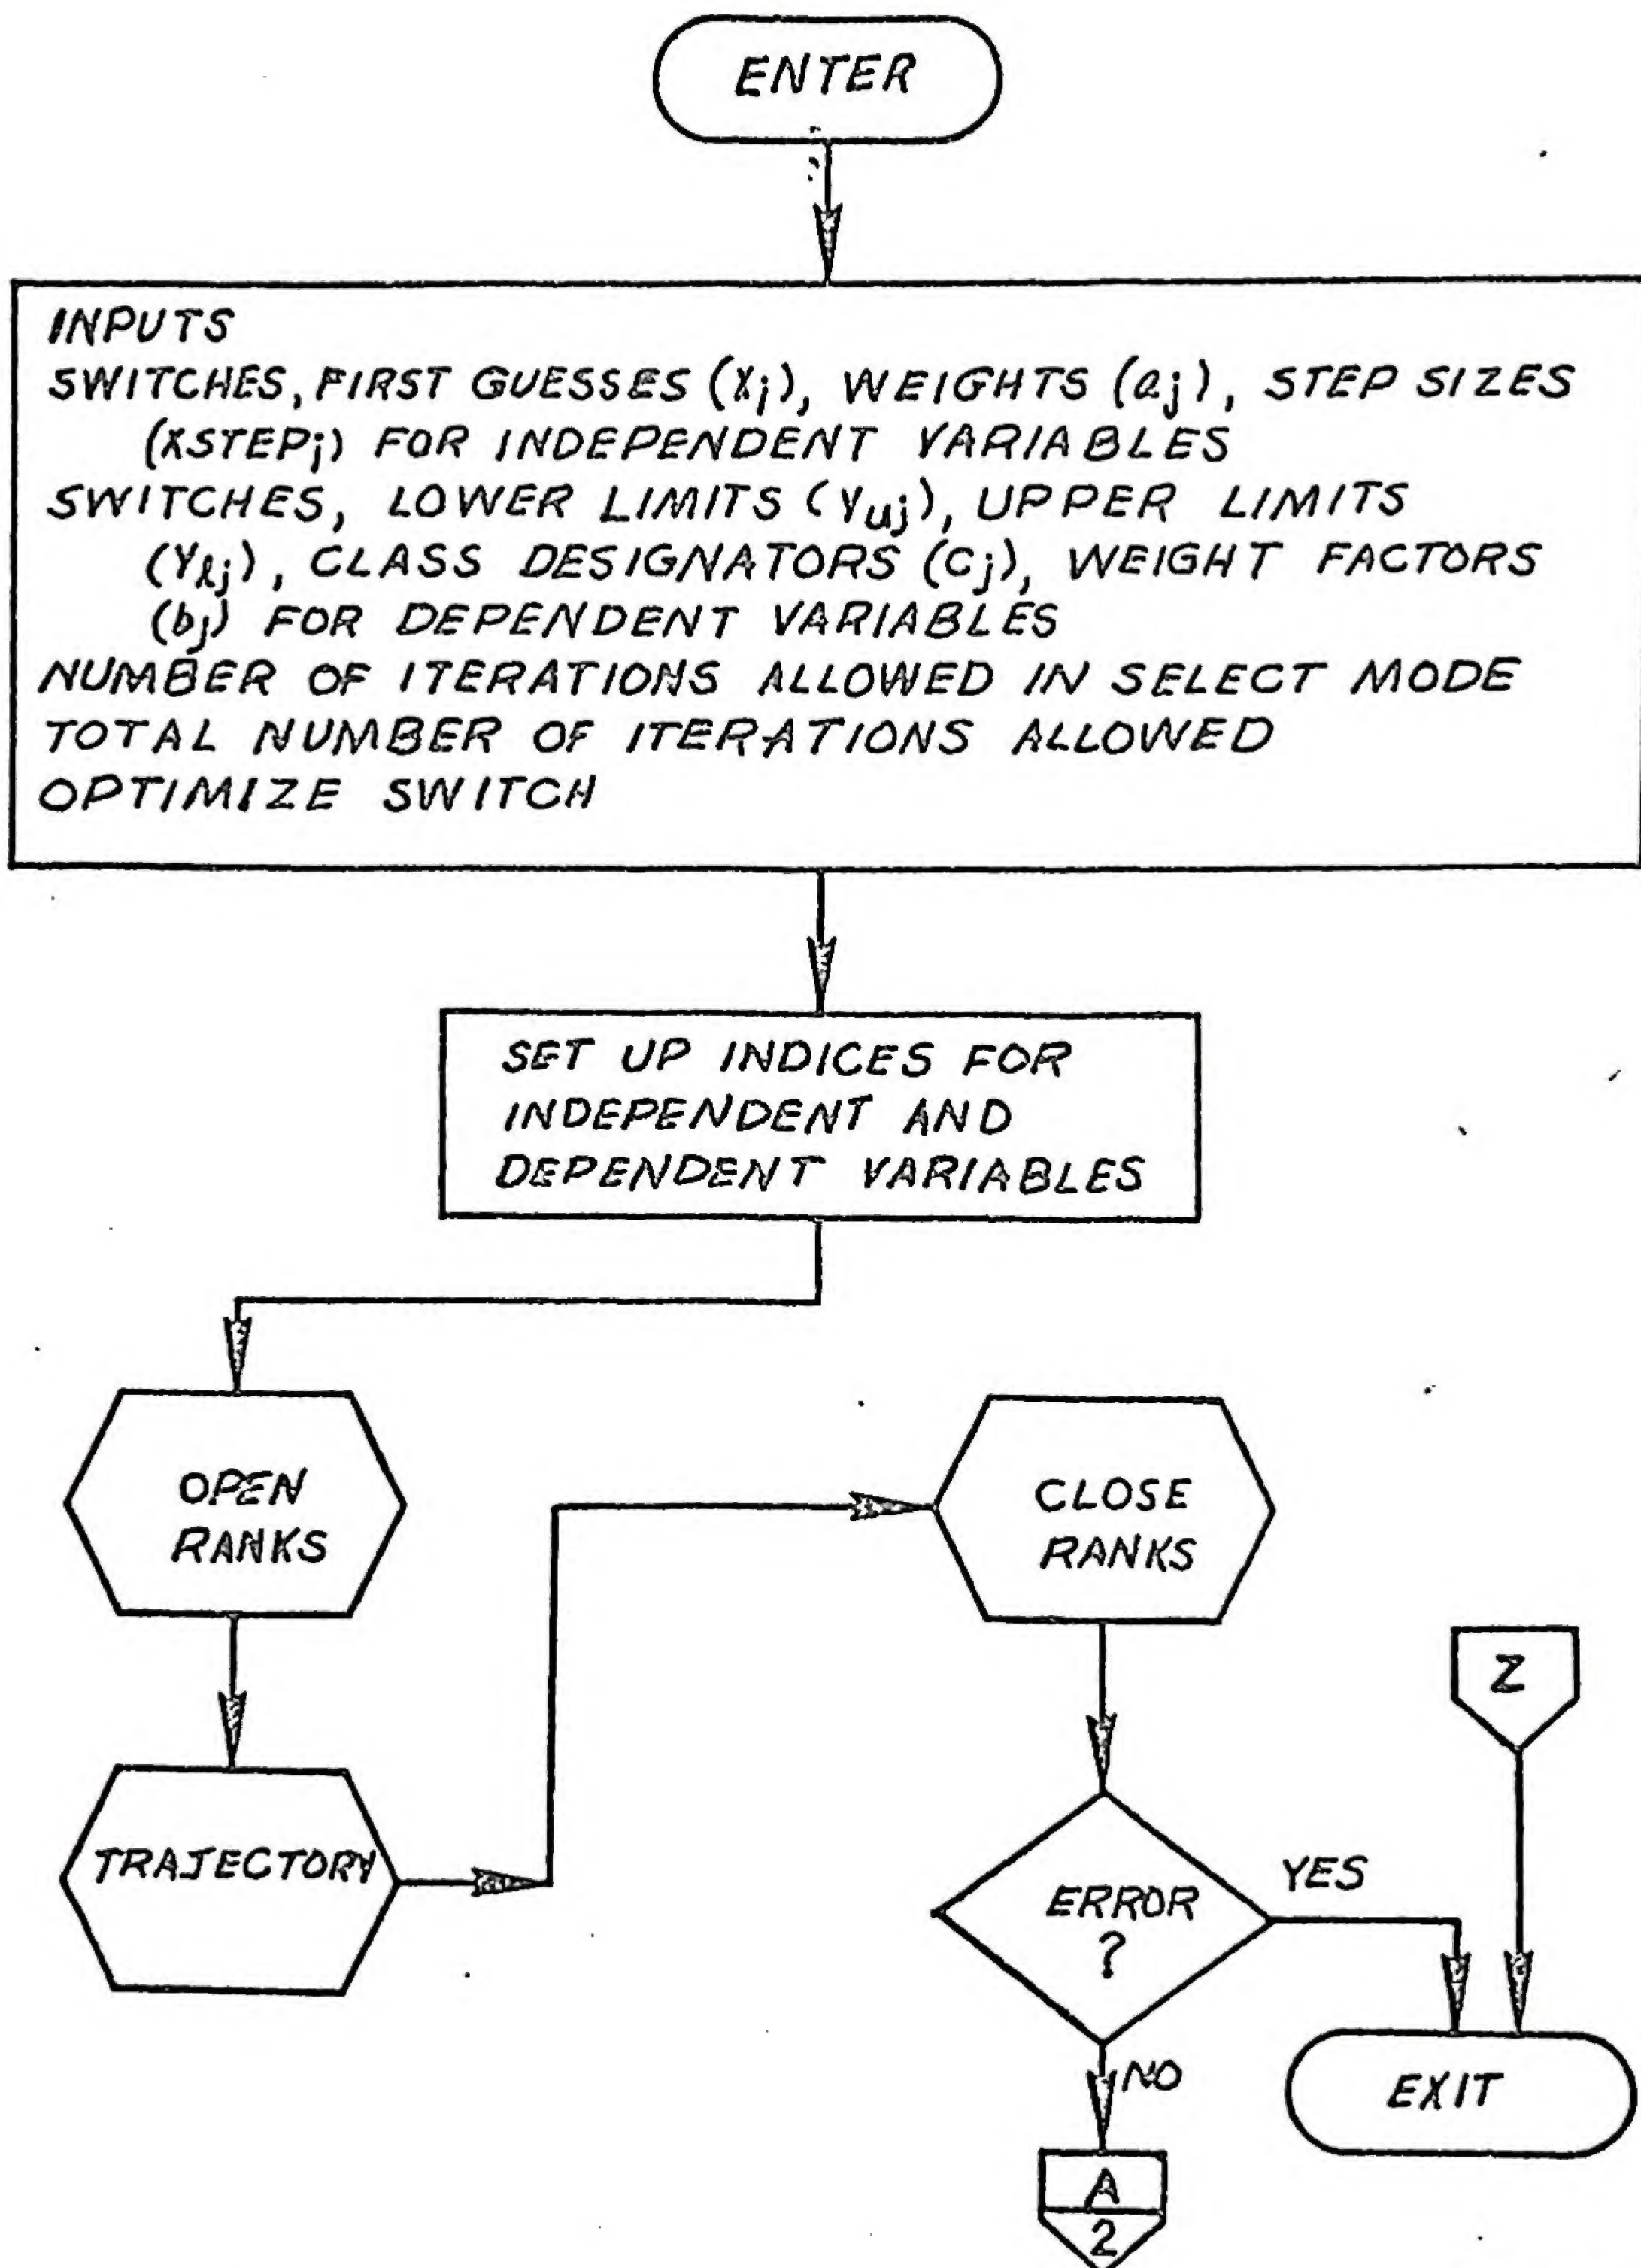 ENTER
INPUTS
SWITCHES, FIRST GUESSES (Xj), WEIGHTS (aj), STEP SIZES
(XSTEPj) FOR INDEPENDENT VARIABLES
SWITCHES, LOWER LIMITS (Yuj), UPPER LIMITS
(Yℓj), CLASS DESIGNATORS (Cj), WEIGHT FACTORS
(bj) FOR DEPENDENT VARIABLES
NUMBER OF ITERATIONS ALLOWED IN SELECT MODE
TOTAL NUMBER OF ITERATIONS ALLOWED
OPTIMIZE SWITCH
SET UP INDICES FOR
INDEPENDENT AND
DEPENDENT VARIABLES
OPEN
RANKS
CLOSE
RANKS
Z
TRAJECTORY
ERROR
?
YES
NO
EXIT
A
2